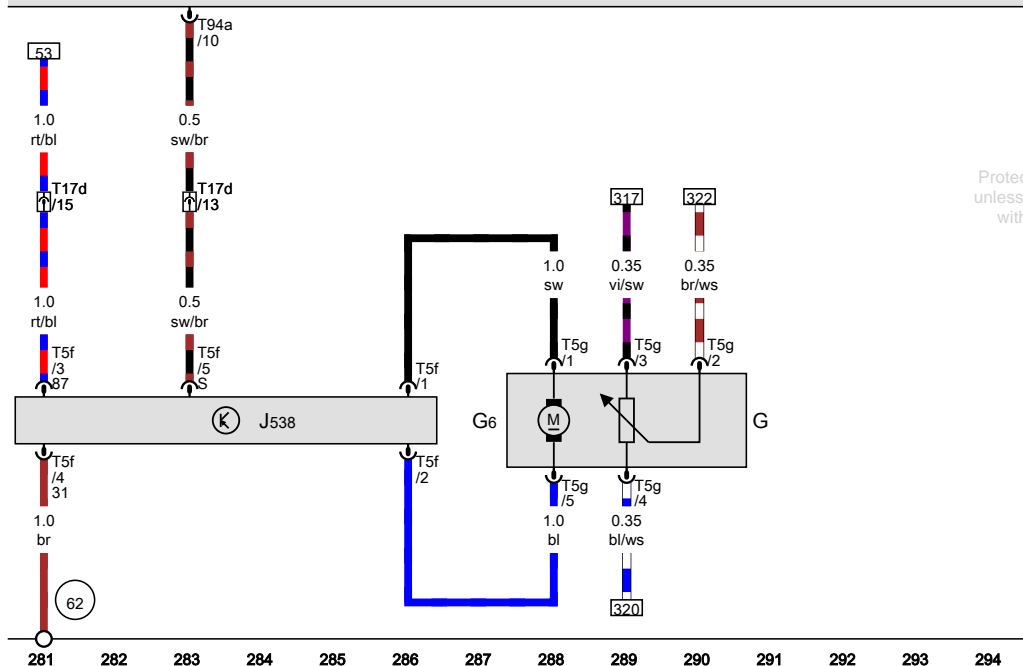 T94a
/10
53
1.0
rt/bl
0.5
sw/br
T17d
/15
T17d
/13
Protec
unless
with
317
322
1.0
sw
0.35
vi/sw
0.35
br/ws
1.0
rt/bl
0.5
sw/br
T5f
/3
87
T5f
/5
S
T5f
/1
T5g
/1
T5g
/3
T5g
/2
J538
G6
M
G
T5f
/4
31
T5f
/2
T5g
/5
T5g
/4
1.0
br
1.0
bl
0.35
bl/ws
62
320
281 282 283 284 285 286 287 288 289 290 291 292 293 294